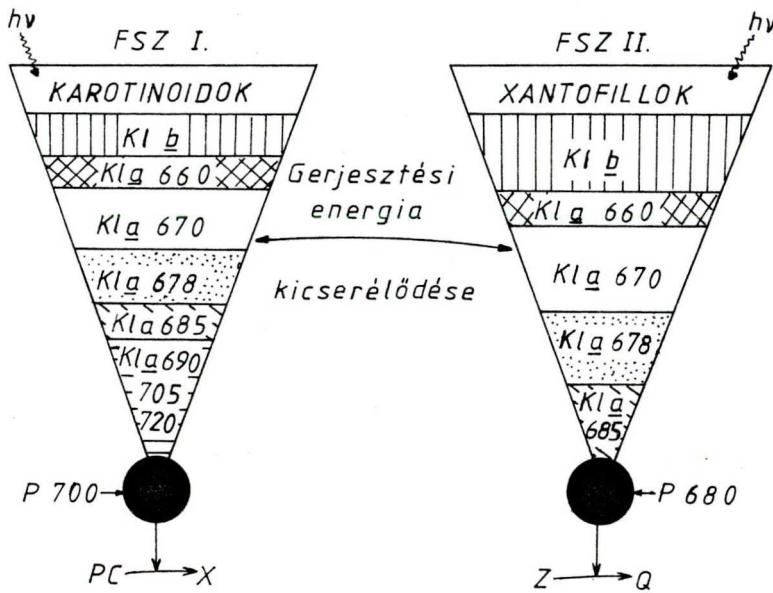 hν
FSZ I.
KAROTINOIDOK
Kl b
Kl a 660
Kl a 670
Kl a 678
Kl a 685
Kl a 690
705
720
P 700
PC
X
Gerjesztési
energia
kicserélődése
hν
FSZ II.
XANTOFILLOK
Kl b
Kl a 660
Kl a 670
Kl a 678
Kl a
685
P 680
Z
Q